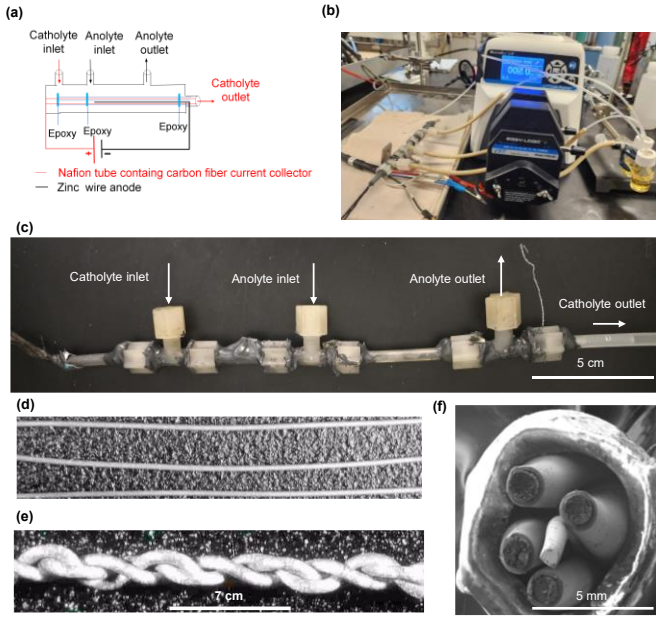 (a)
Catholyte
inlet
Anolyte
inlet
Anolyte
outlet
Catholyte
outlet
Epoxy
Epoxy
Epoxy
Nafion tube containg carbon fiber current collector
Zinc wire anode
(b)
(c)
Catholyte inlet
Anolyte inlet
Anolyte outlet
Catholyte outlet
5 cm
(d)
(e)
7 cm
(f)
5 mm